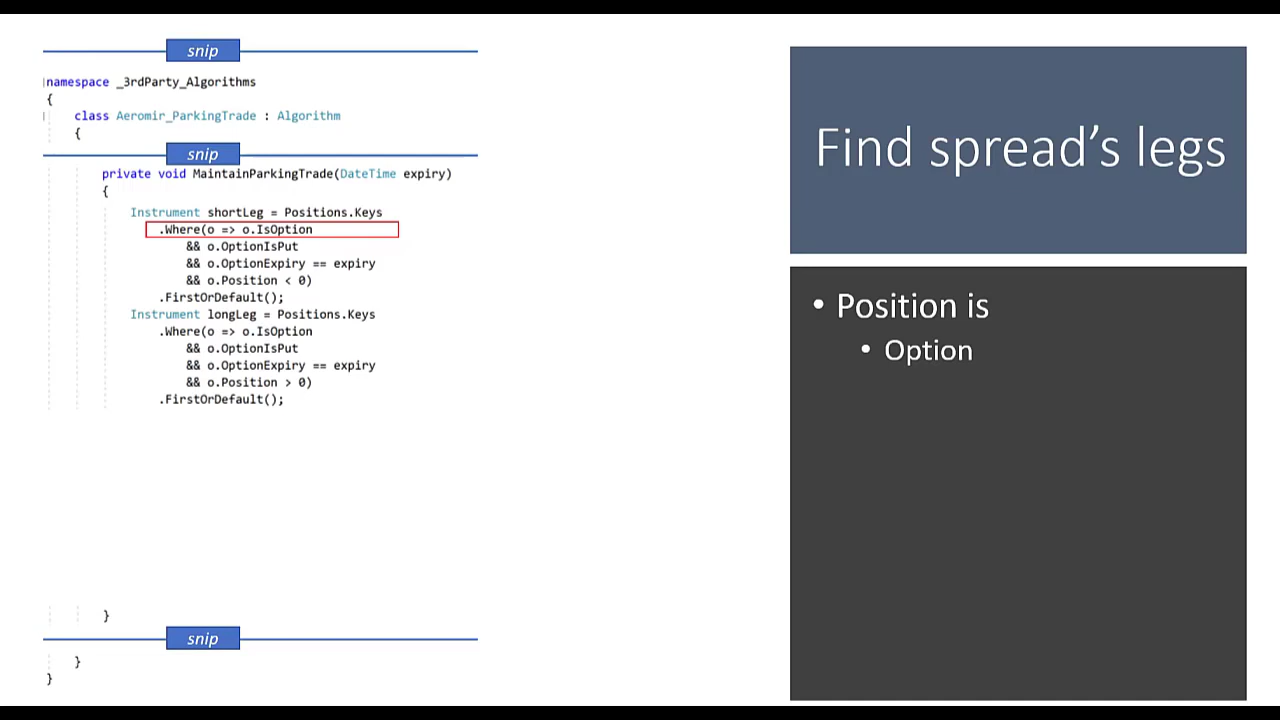 snip
namespace _3rdParty_Algorithms
{
class Aeromir_ParkingTrade : Algorithm
{
snip
private void MaintainParkingTrade(DateTime expiry)
{
Instrument shortLeg = Positions.Keys
.Where(o => o.IsOption
&& o.OptionIsPut
&& o.OptionExpiry == expiry
&& o.Position < 0)
.FirstOrDefault();
Instrument longLeg = Positions.Keys
.Where(o => o.IsOption
&& o.OptionIsPut
&& o.OptionExpiry == expiry
&& o.Position > 0)
.FirstOrDefault();
}
snip
}
}
Find spread’s legs
• Position is
• Option